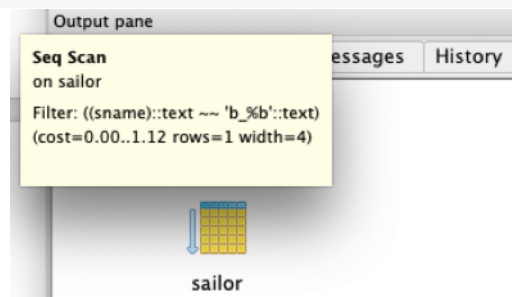 Output pane
essages History
Seq Scan
on sailor
Filter: ((sname)::text ~~ 'b_%b'::text)
(cost=0.00..1.12 rows=1 width=4)
sailor